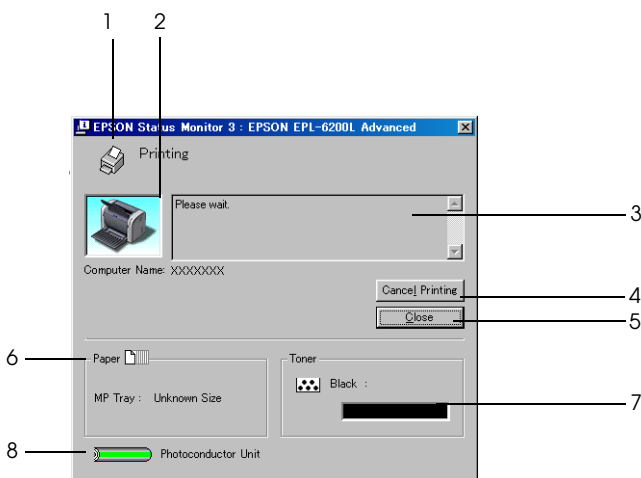 1 2
EPSON Status Monitor 3 : EPSON EPL-6200L Advanced
Printing
Please wait.
3
Computer Name: XXXXXXX
Cancel Printing
4
Close
5
6
Paper
Toner
MP Tray : Unknown Size
Black :
7
8
Photoconductor Unit